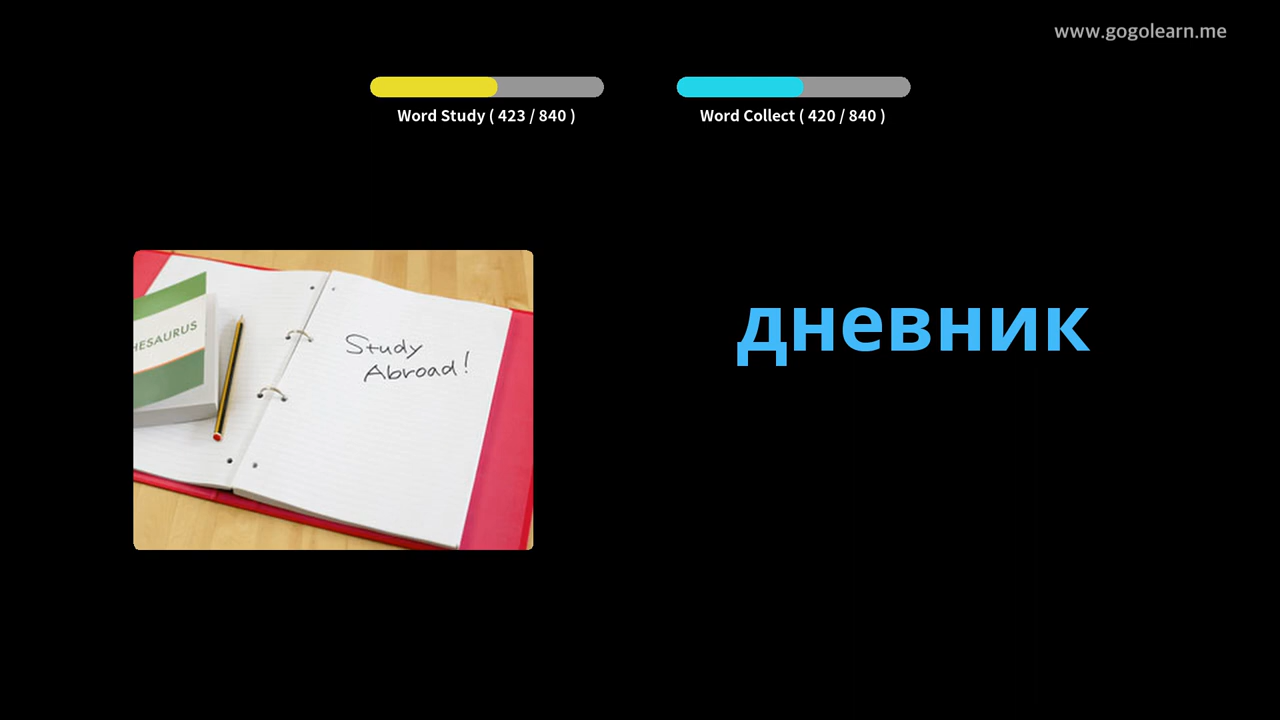 www.gogolearn.me
Word Study ( 423 / 840 )
Word Collect ( 420 / 840 )
HESAURUS
Study
Abroad!
дневник